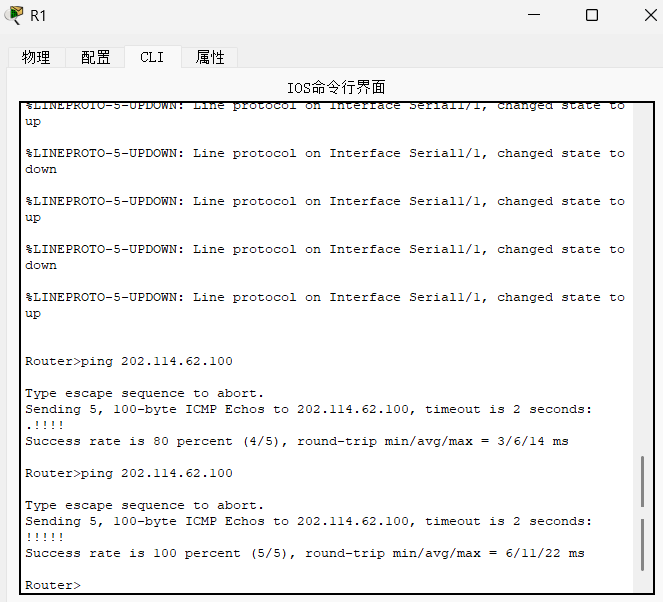 R1
物理 配置 CLI 属性
IOS命令行界面
%LINEPROTO-5-UPDOWN: Line protocol on Interface Serial1/1, changed state to
up
%LINEPROTO-5-UPDOWN: Line protocol on Interface Serial1/1, changed state to
down
%LINEPROTO-5-UPDOWN: Line protocol on Interface Serial1/1, changed state to
up
%LINEPROTO-5-UPDOWN: Line protocol on Interface Serial1/1, changed state to
down
%LINEPROTO-5-UPDOWN: Line protocol on Interface Serial1/1, changed state to
up
Router>ping 202.114.62.100
Type escape sequence to abort.
Sending 5, 100-byte ICMP Echos to 202.114.62.100, timeout is 2 seconds:
.!!!!
Success rate is 80 percent (4/5), round-trip min/avg/max = 3/6/14 ms
Router>ping 202.114.62.100
Type escape sequence to abort.
Sending 5, 100-byte ICMP Echos to 202.114.62.100, timeout is 2 seconds:
!!!!!
Success rate is 100 percent (5/5), round-trip min/avg/max = 6/11/22 ms
Router>